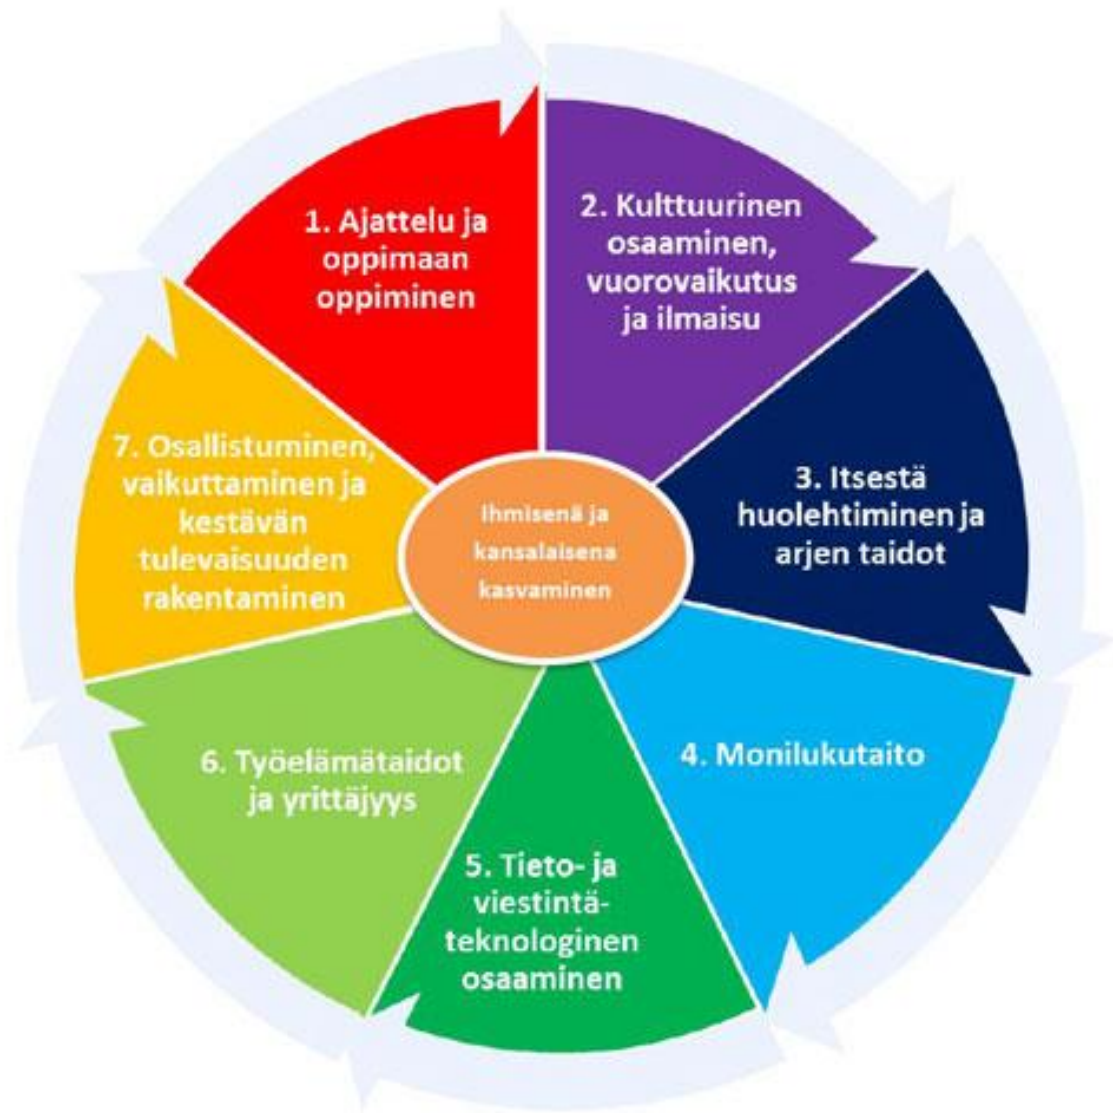 1. Ajattelu ja
oppimaan
oppiminen
2. Kulttuurinen
osaaminen,
vuorovaikutus
ja ilmaisu
3. Itsestä
huolehtiminen ja
arjen taidot
4. Monilukutaito
5. Tieto- ja
viestintä-
teknologinen
osaaminen
6. Työelämätaidot
ja yrittäjyys
7. Osallistuminen,
vaikuttaminen ja
kestävän
tulevaisuuden
rakentaminen
Ihmisenä ja
kansalaisena
kasvaminen